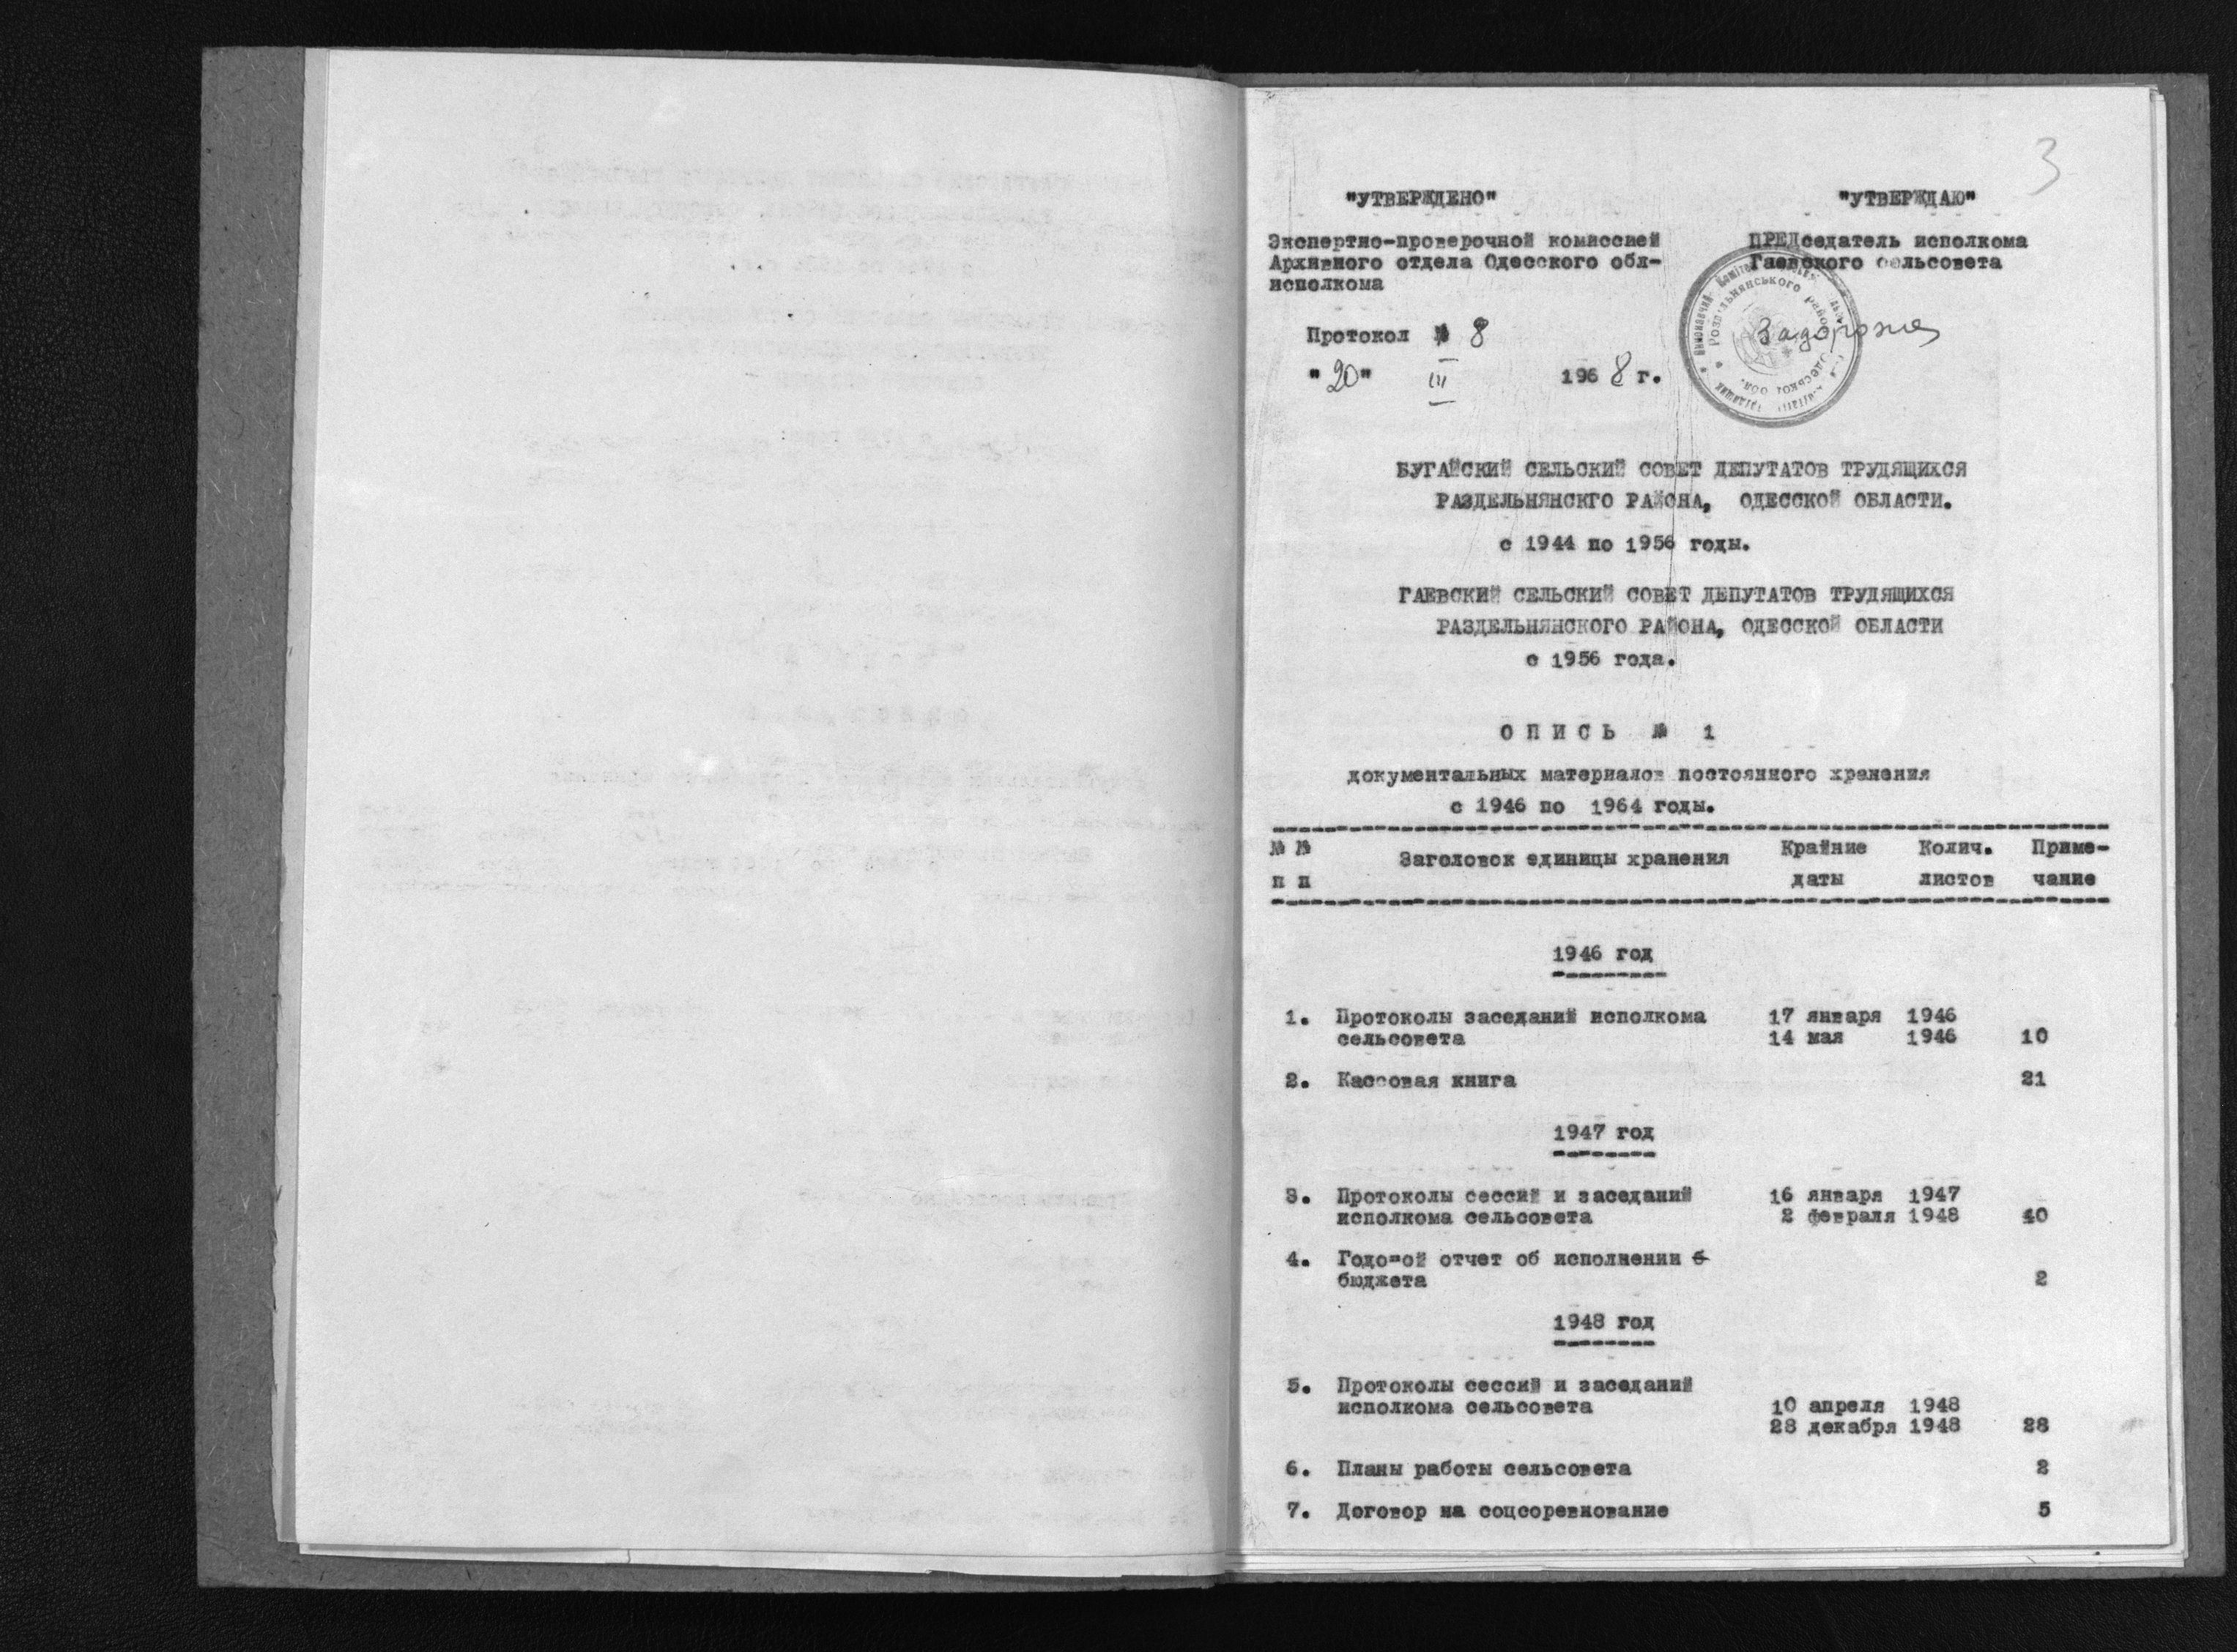 3
"УТВЕРЖДЕНО"
Экспертно-проверочной комиссией
Архивного отдела Одесского обл-
исполкома
Протокол № 8
"20" III 1968 г.
"УТВЕРЖДАЮ"
ПРЕДседатель исполкома
Гаевского сельсовета
БУГАЙСКИЙ СЕЛЬСКИЙ СОВЕТ ДЕПУТАТОВ ТРУДЯЩИХСЯ
РАЗДЕЛЬНЯНСКГО РАЙОНА, ОДЕССКОЙ ОБЛАСТИ.
с 1944 по 1956 годы.
ГАЕВСКИЙ СЕЛЬСКИЙ СОВЕТ ДЕПУТАТОВ ТРУДЯЩИХСЯ
РАЗДЕЛЬНЯНСКОГО РАЙОНА, ОДЕССКОЙ ОБЛАСТИ
с 1956 года.
О П И С Ь № 1
документальных материалов постоянного хранения
с 1946 по 1964 годы.
№ № Заголовок единицы хранения Крайние Колич. Приме-
п п даты листов чание
1946 год
1. Протоколы заседаний исполкома 17 января 1946
сельсовета 14 мая 1946 10
2. Кассовая книга 21
1947 год
3. Протоколы сессий и заседаний 16 января 1947
исполкома сельсовета 2 февраля 1948 40
4. Годовой отчет об исполнении б
бюджета 2
1948 год
5. Протоколы сессий и заседаний
исполкома сельсовета 10 апреля 1948
28 декабря 1948 28
6. Планы работы сельсовета 2
7. Договор на соцсоревнование 5